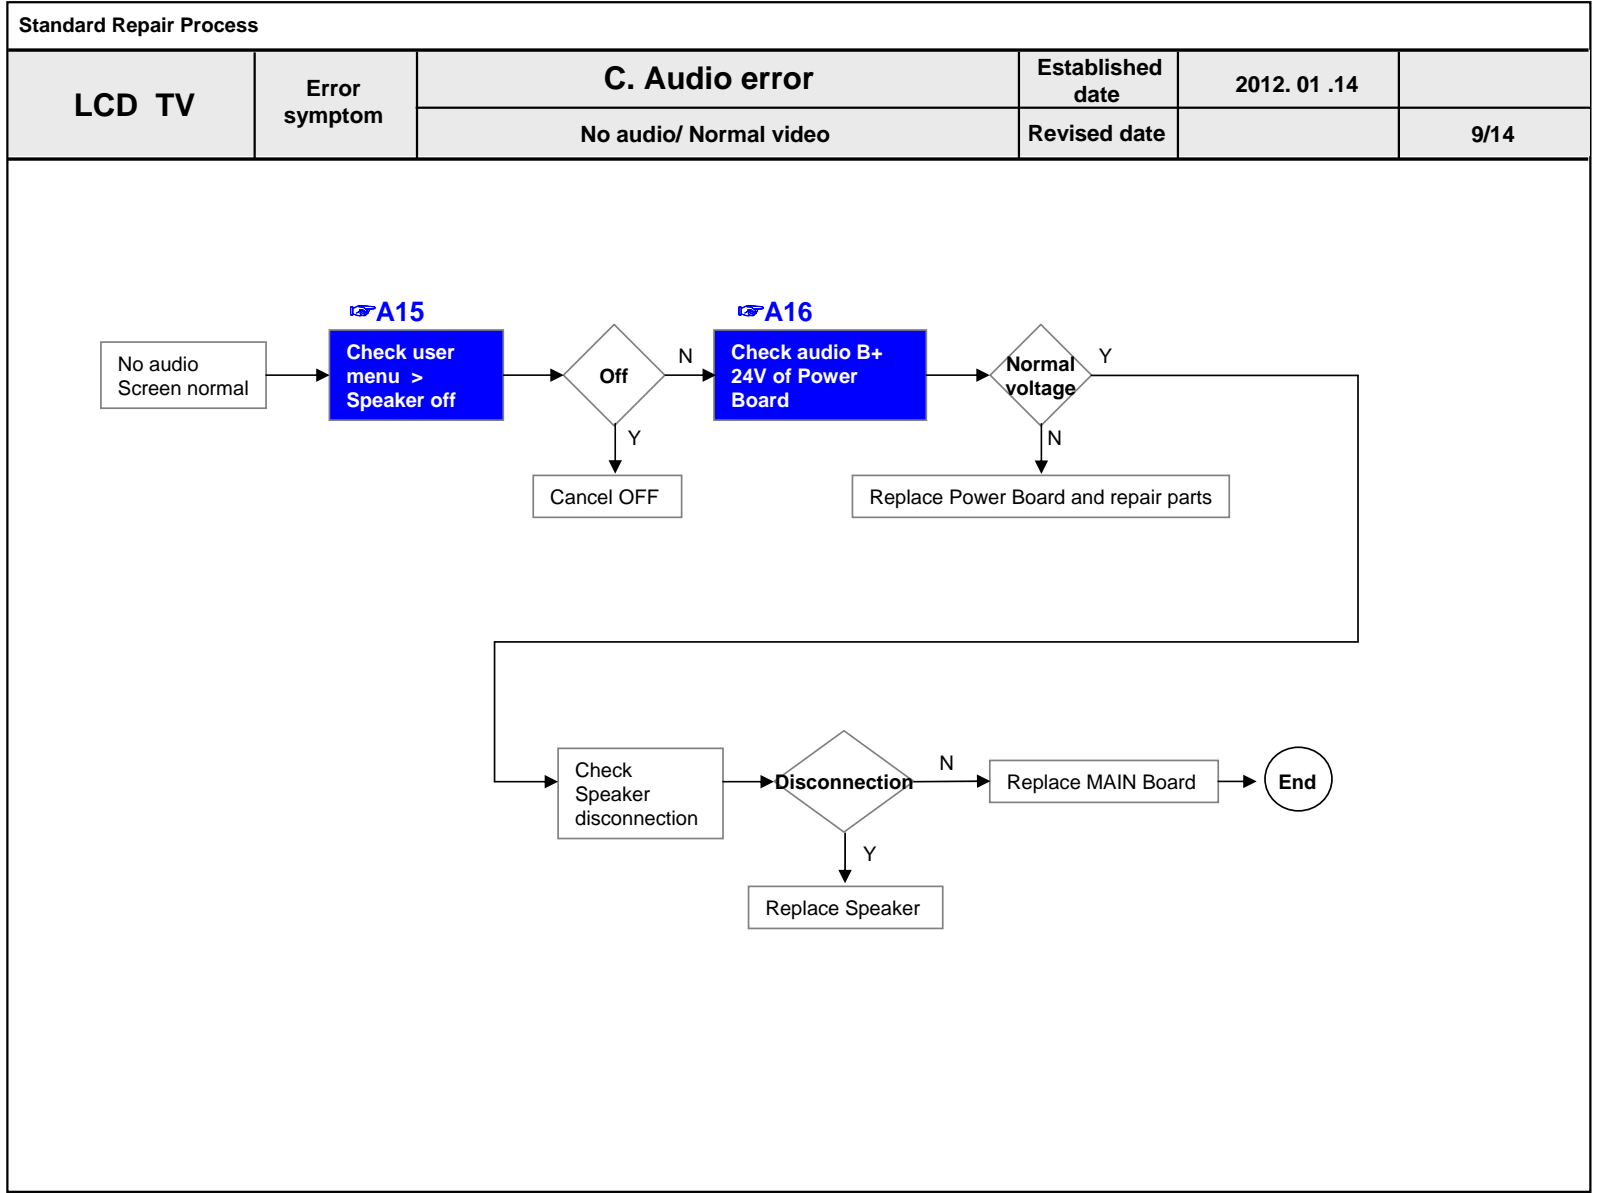 Standard Repair Process
LCD TV
Error
symptom
C. Audio error
Established
date
2012. 01 .14
No audio/ Normal video
Revised date
9/14
☞A15
☞A16
No audio
Screen normal
Check user
menu >
Speaker off
Off
N
Y
Cancel OFF
Check audio B+
24V of Power
Board
Normal
voltage
Y
N
Replace Power Board and repair parts
Check
Speaker
disconnection
Disconnection
N
Y
Replace MAIN Board
End
Replace Speaker